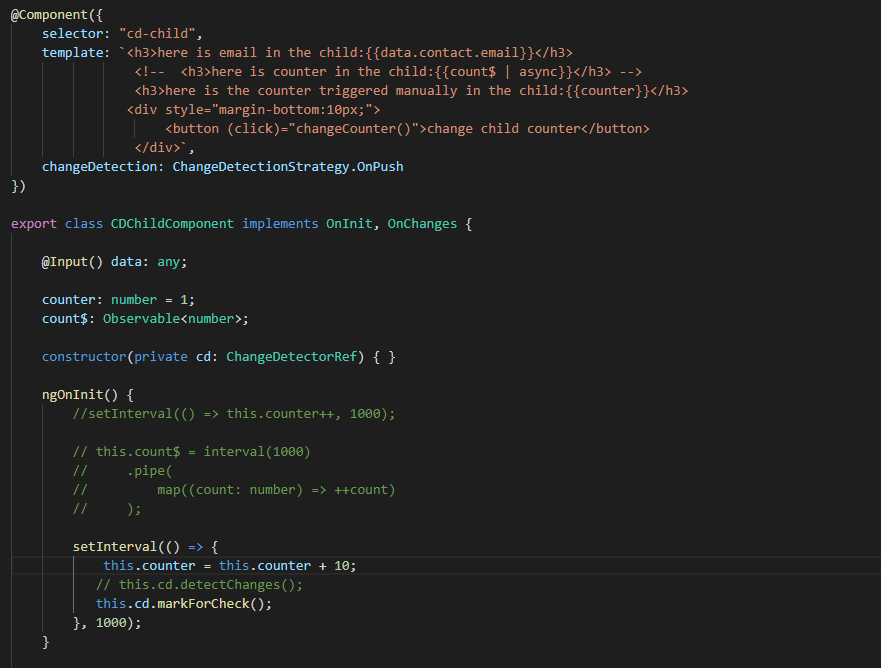 @Component({
    selector: "cd-child",
    template: `<h3>here is email in the child:{{data.contact.email}}</h3>
                <!--  <h3>here is counter in the child:{{count$ | async}}</h3> -->
                <h3>here is the counter triggered manually in the child:{{counter}}</h3>
               <div style="margin-bottom:10px;">
                    <button (click)="changeCounter()">change child counter</button>
                </div>`,
    changeDetection: ChangeDetectionStrategy.OnPush
})
export class CDChildComponent implements OnInit, OnChanges {
    @Input() data: any;
    counter: number = 1;
    count$: Observable<number>;
    constructor(private cd: ChangeDetectorRef) { }
    ngOnInit() {
        //setInterval(() => this.counter++, 1000);
        // this.count$ = interval(1000)
        //     .pipe(
        //         map((count: number) => ++count)
        //     );
        setInterval(() => {
            this.counter = this.counter + 10;
           // this.cd.detectChanges();
           this.cd.markForCheck();
        }, 1000);
    }